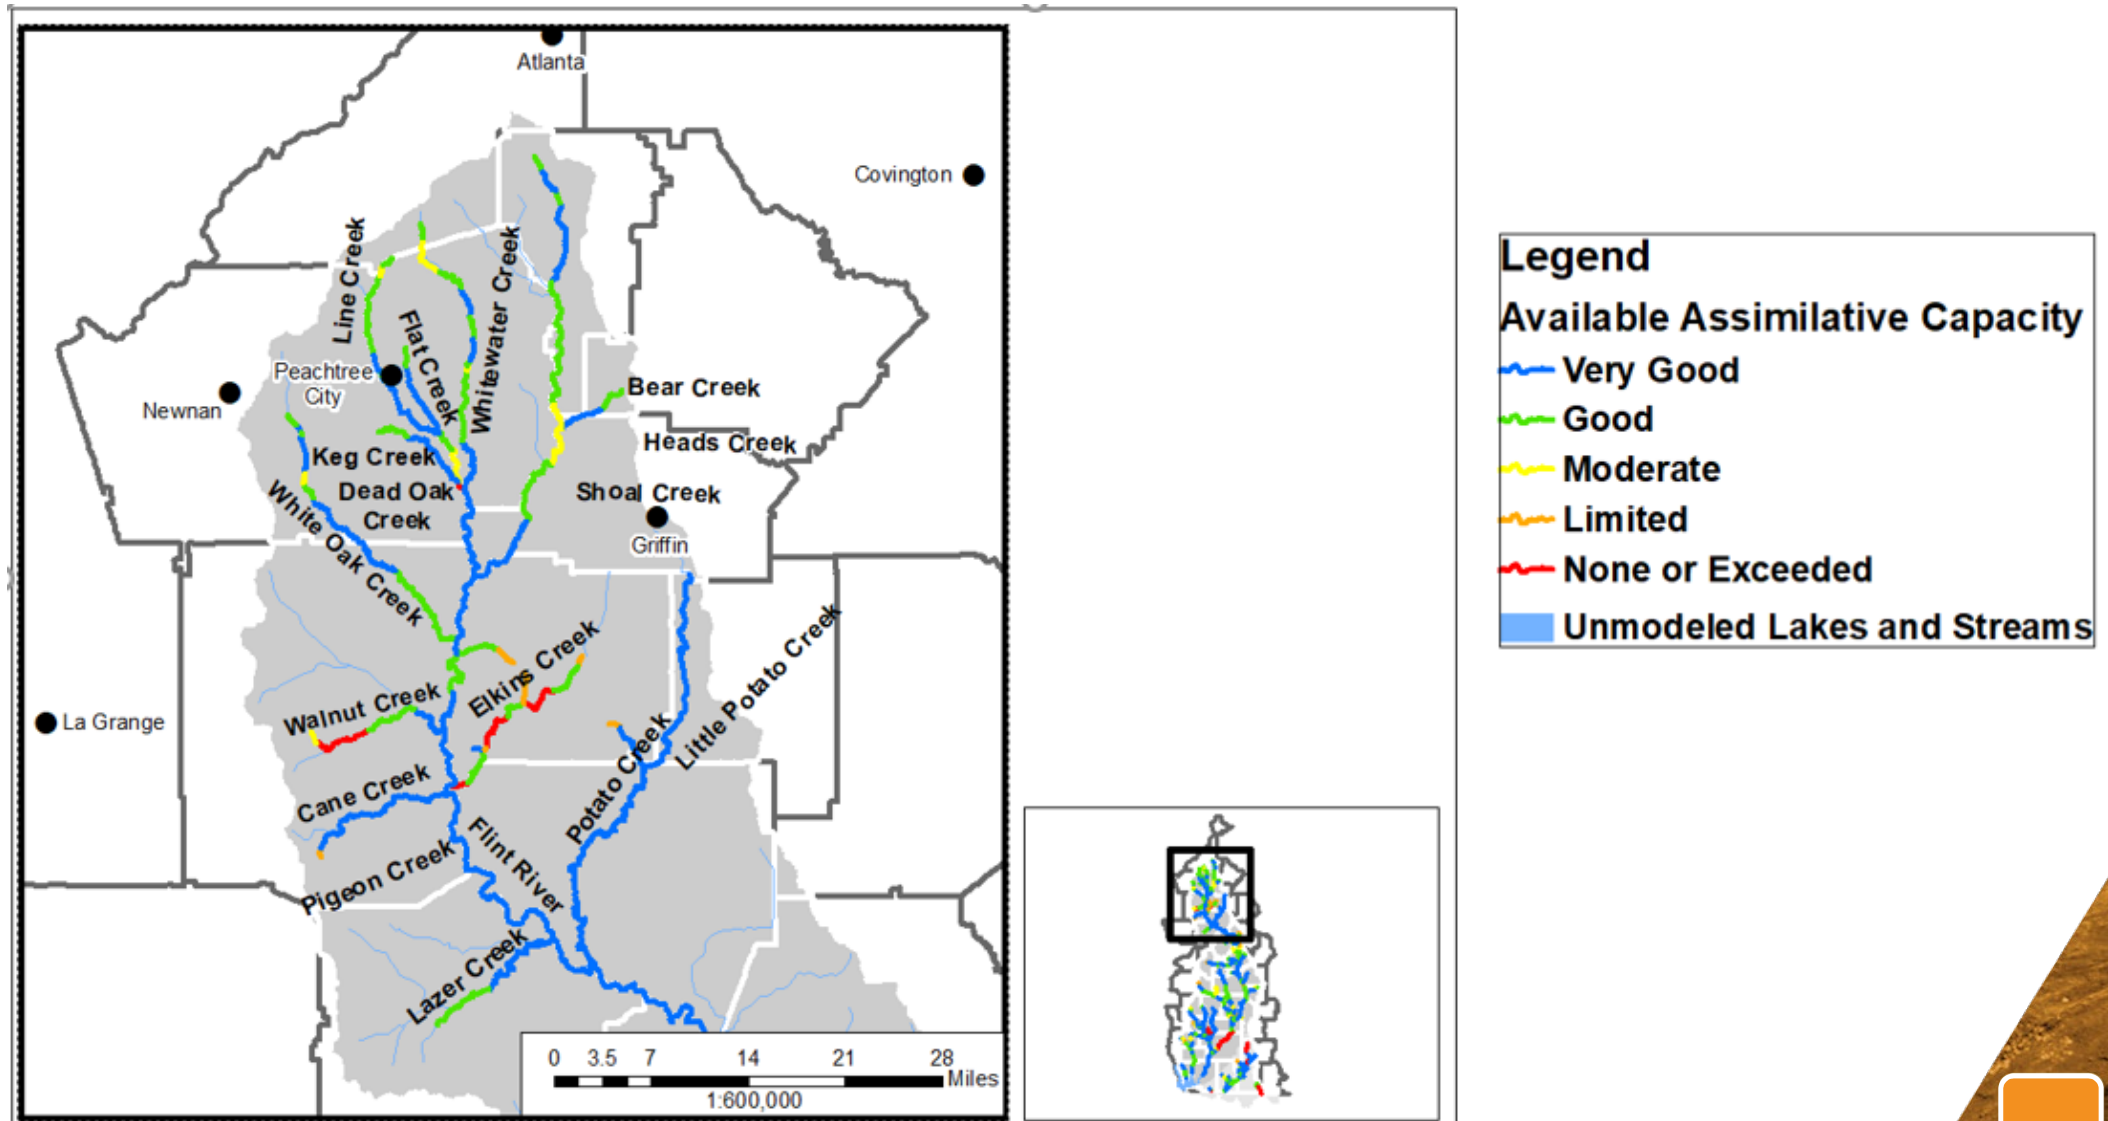 Atlanta
Covington
Line Creek
Whitewater Creek
Flat Creek
Peachtree
City
Newnan
Bear Creek
Heads Creek
Keg Creek
Dead Oak
Creek
Shoal Creek
Griffin
White Oak Creek
Elkins Creek
Little Potato Creek
Walnut Creek
La Grange
Potato Creek
Cane Creek
Flint River
Pigeon Creek
Lazer Creek
0 3.5 7 14 21 28
Miles
1:600,000
Legend
Available Assimilative Capacity
Very Good
Good
Moderate
Limited
None or Exceeded
Unmodeled Lakes and Streams